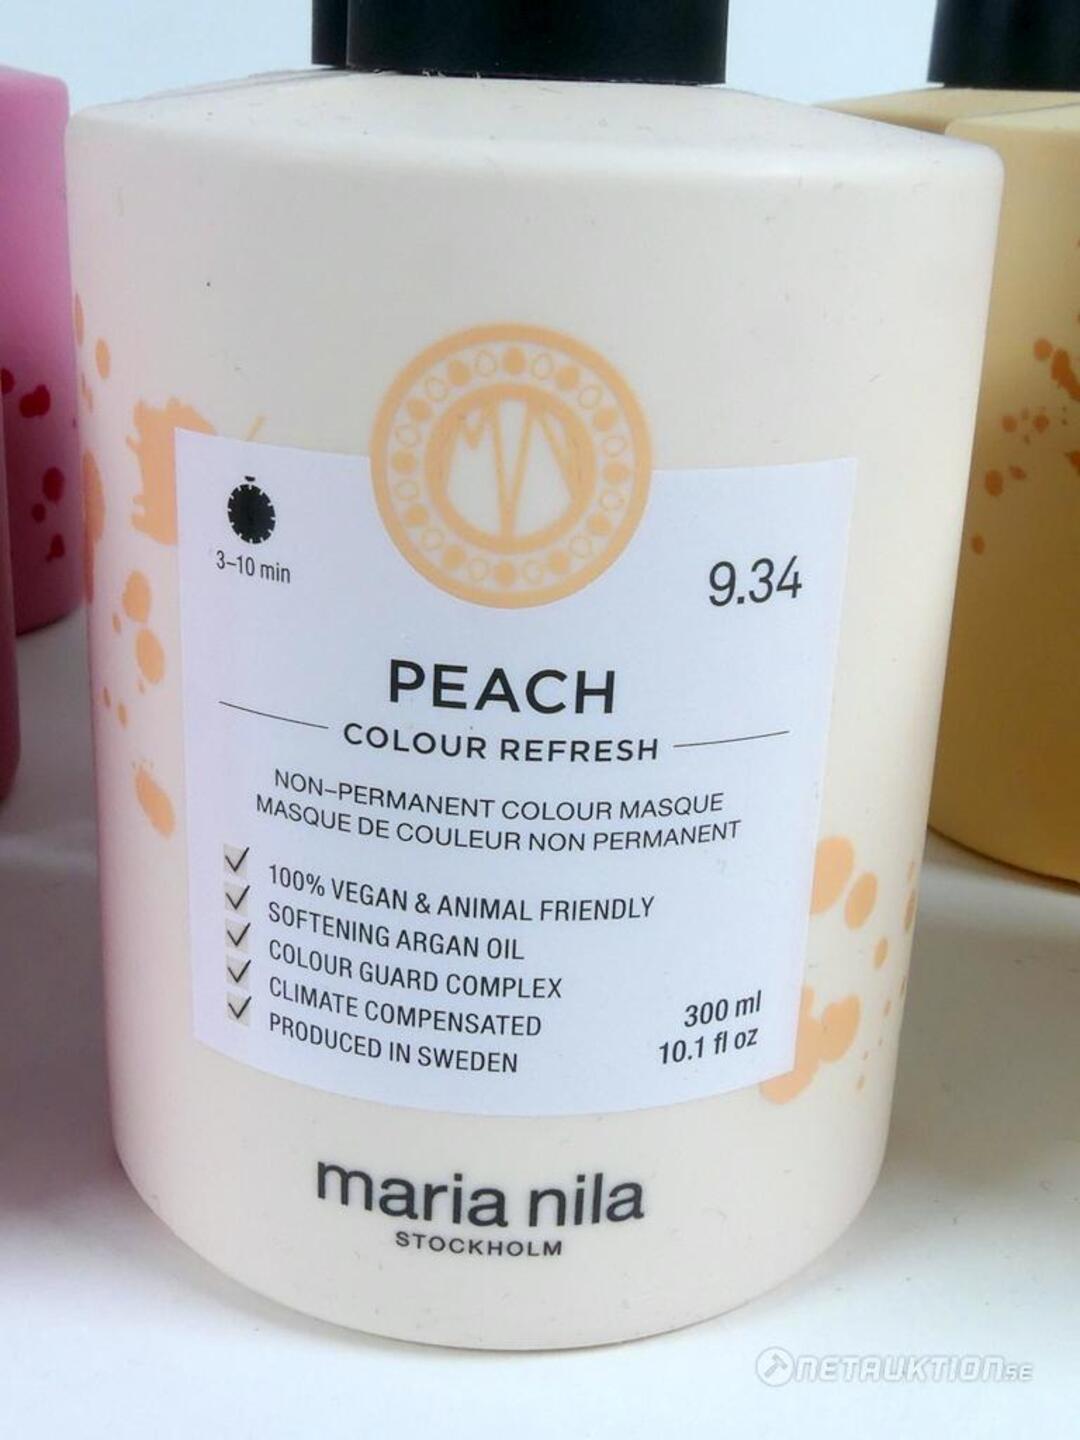 3–10 min
9.34
PEACH
COLOUR REFRESH
NON–PERMANENT COLOUR MASQUE
MASQUE DE COULEUR NON PERMANENT
100% VEGAN & ANIMAL FRIENDLY
SOFTENING ARGAN OIL
COLOUR GUARD COMPLEX
CLIMATE COMPENSATED
PRODUCED IN SWEDEN
300 ml
10.1 fl oz
maria nila
STOCKHOLM
NETAUKTION.SE